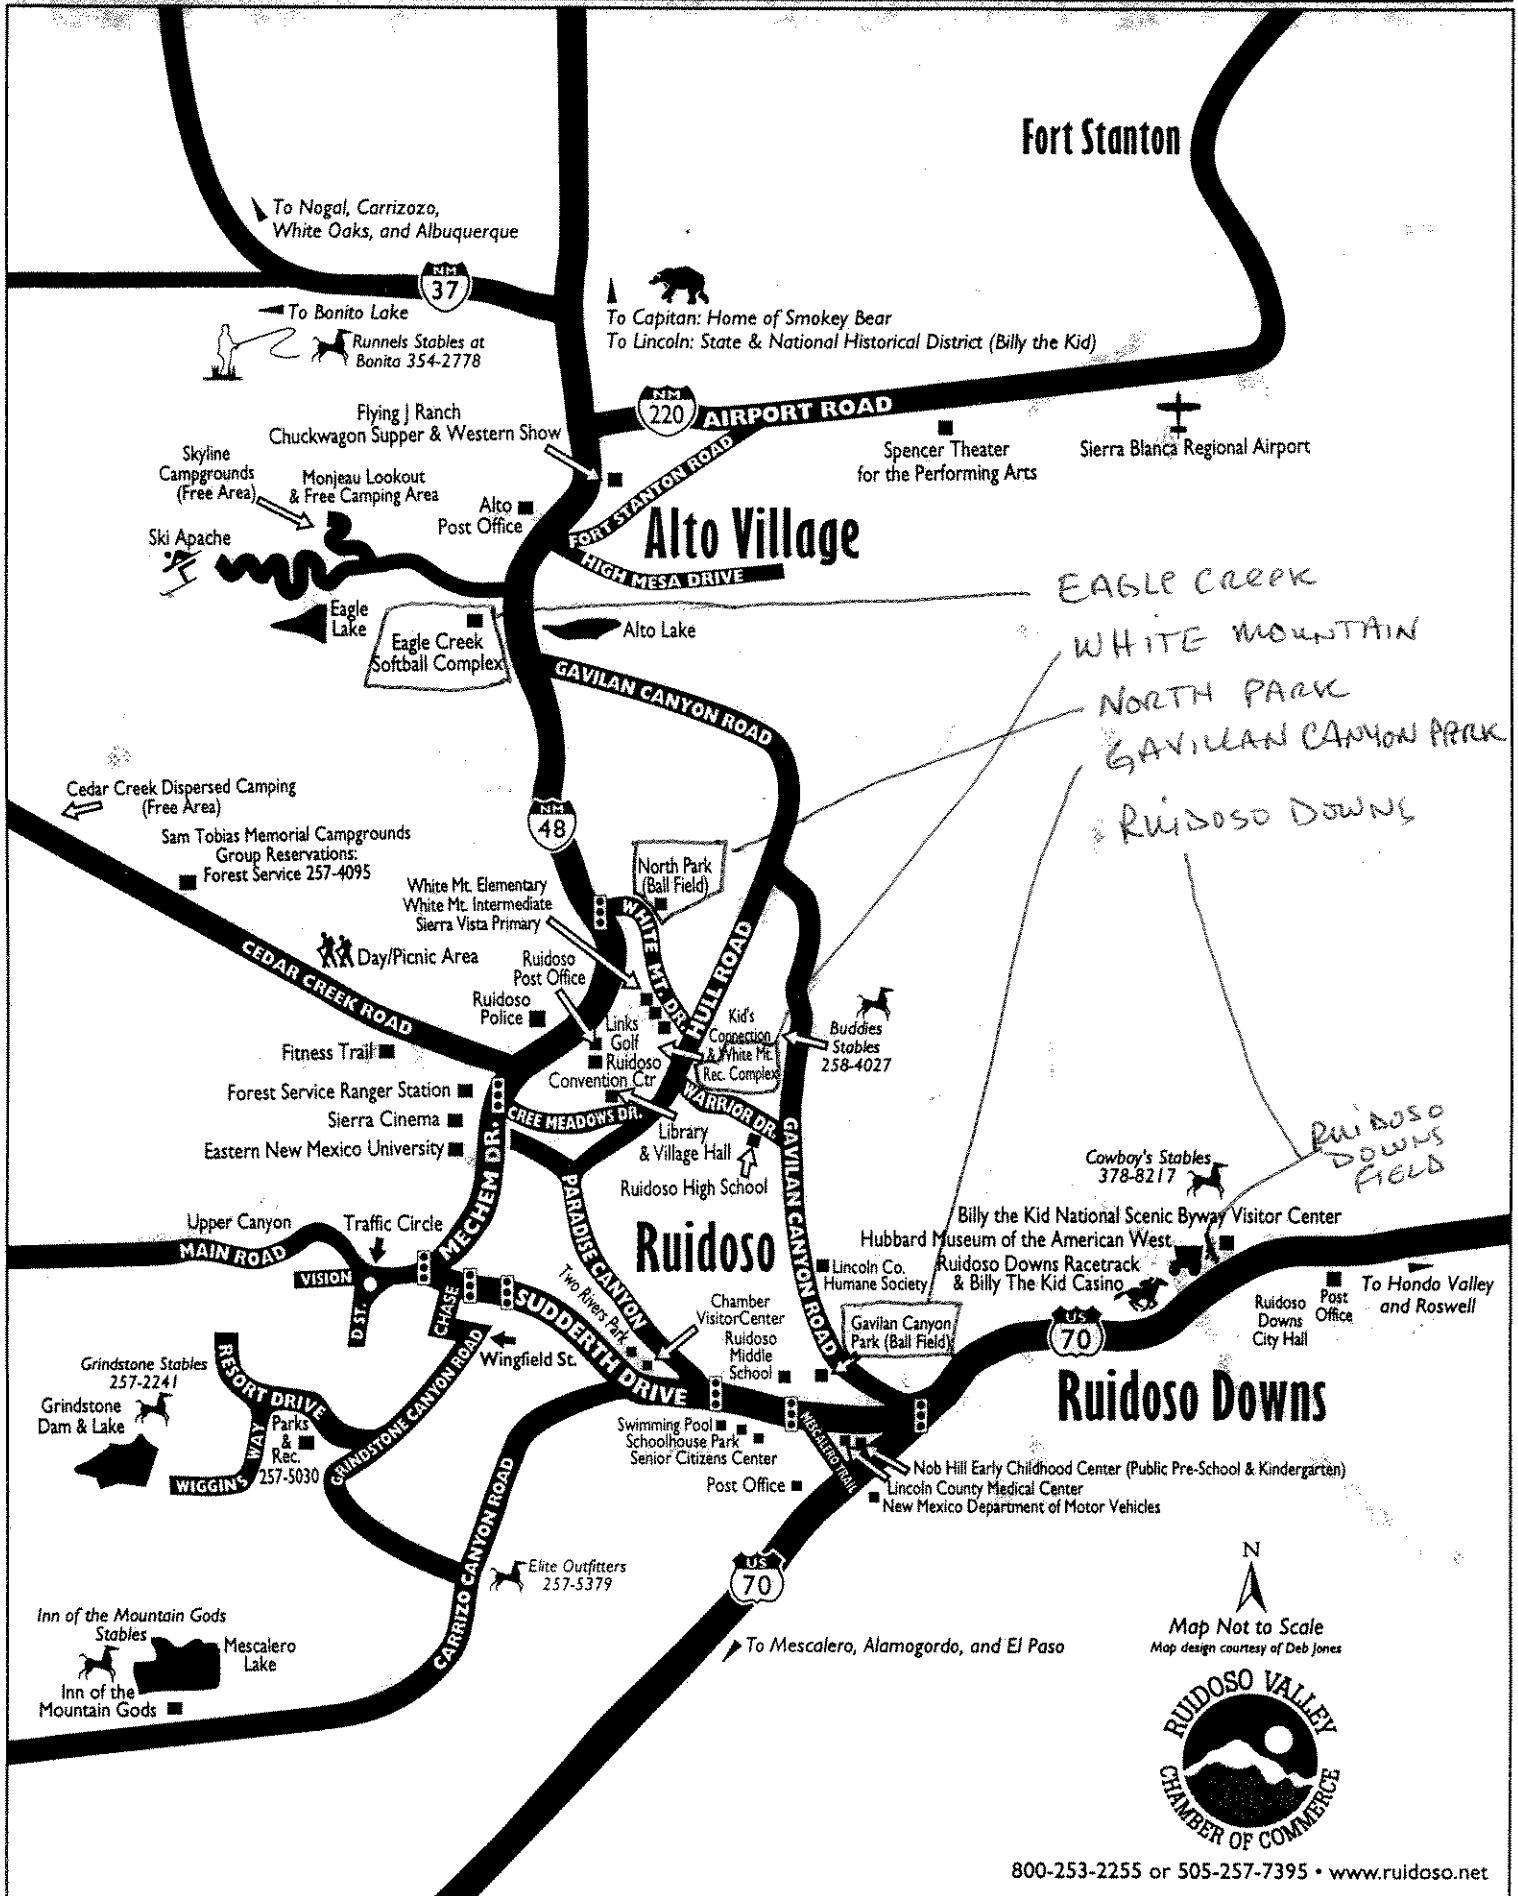 Fort Stanton
To Nogal, Carrizozo,
White Oaks, and Albuquerque
NM
37
To Bonito Lake
Runnels Stables at
Bonita 354-2778
To Capitan: Home of Smokey Bear
To Lincoln: State & National Historical District (Billy the Kid)
NM
220
AIRPORT ROAD
Flying J Ranch
Chuckwagon Supper & Western Show
Spencer Theater
for the Performing Arts
Sierra Blanca Regional Airport
Skyline
Campgrounds
(Free Area)
Monjeau Lookout
& Free Camping Area
Alto
Post Office
FORT STANTON ROAD
Alto Village
Ski Apache
HIGH MESA DRIVE
EAGLE CREEK
WHITE MOUNTAIN
NORTH PARK
GAVILLAN CANYON PARK
RUIDOSO DOWNS
Eagle
Lake
Eagle Creek
Softball Complex
Alto Lake
GAVILAN CANYON ROAD
Cedar Creek Dispersed Camping
(Free Area)
NM
48
Sam Tobias Memorial Campgrounds
Group Reservations:
Forest Service 257-4095
North Park
(Ball Field)
White Mt. Elementary
White Mt. Intermediate
Sierra Vista Primary
WHITE MT. DR.
HULL ROAD
CEDAR CREEK ROAD
Day/Picnic Area
Ruidoso
Post Office
Ruidoso
Police
Links
Golf
Ruidoso
Convention Ctr
Kid's
Connection
& White Mt.
Rec. Complex
Buddies
Stables
258-4027
Fitness Trail
Forest Service Ranger Station
Sierra Cinema
Eastern New Mexico University
CREE MEADOWS DR.
WARRIOR DR.
Library
& Village Hall
Ruidoso High School
MECHEM DR.
PARADISE CANYON
GAVILAN CANYON ROAD
RUIDOSO
DOWNS
FIELD
Cowboy's Stables
378-8217
Billy the Kid National Scenic Byway Visitor Center
Hubbard Museum of the American West
Ruidoso Downs Racetrack
& Billy The Kid Casino
Upper Canyon
Traffic Circle
MAIN ROAD
VISION
D ST.
CHASE
Ruidoso
Two Rivers Park
Lincoln Co.
Humane Society
SUDDERTH DRIVE
Chamber
VisitorCenter
Ruidoso
Middle
School
Gavilan Canyon
Park (Ball Field)
US
70
Ruidoso
Downs
City Hall
Post
Office
To Hondo Valley
and Roswell
Wingfield St.
Grindstone Stables
257-2241
Grindstone
Dam & Lake
RESORT DRIVE
Parks
&
Rec.
257-5030
WIGGINS WAY
GRINDSTONE CANYON ROAD
Ruidoso Downs
Swimming Pool
Schoolhouse Park
Senior Citizens Center
MESCALERO TRAIL
Post Office
Nob Hill Early Childhood Center (Public Pre-School & Kindergarten)
Lincoln County Medical Center
New Mexico Department of Motor Vehicles
CARRIZO CANYON ROAD
Elite Outfitters
257-5379
US
70
Inn of the Mountain Gods
Stables
Mescalero
Lake
Inn of the
Mountain Gods
To Mescalero, Alamogordo, and El Paso
N
Map Not to Scale
Map design courtesy of Deb Jones
RUIDOSO VALLEY
CHAMBER OF COMMERCE
800-253-2255 or 505-257-7395 • www.ruidoso.net